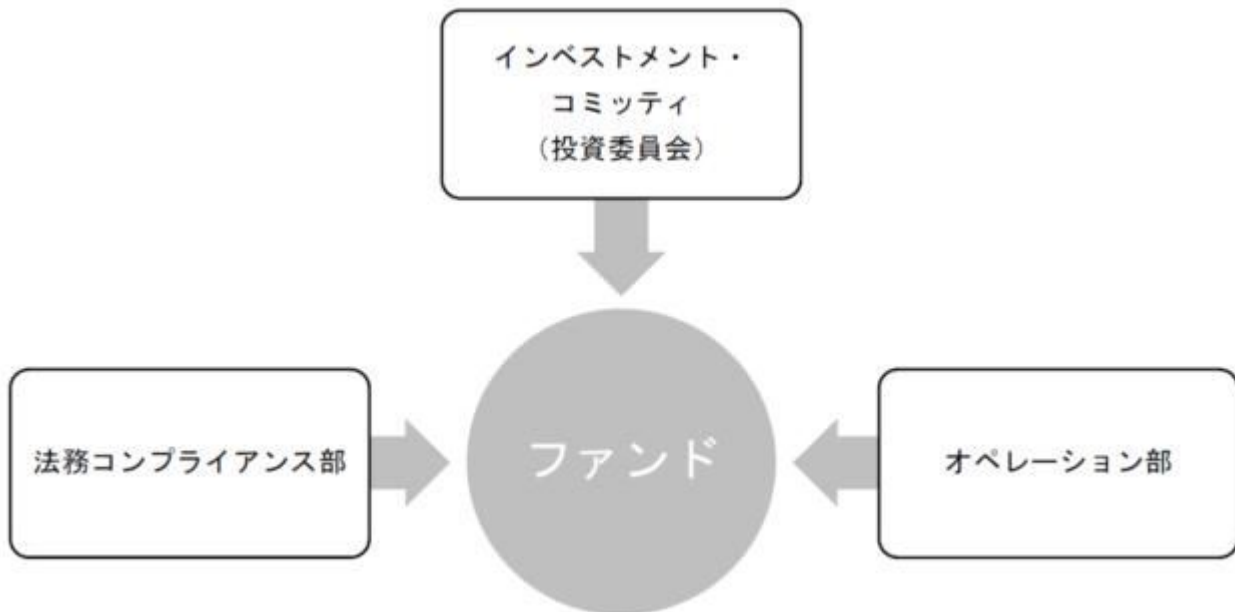 インベストメント・
コミッティ
（投資委員会）
法務コンプライアンス部
ファンド
オペレーション部